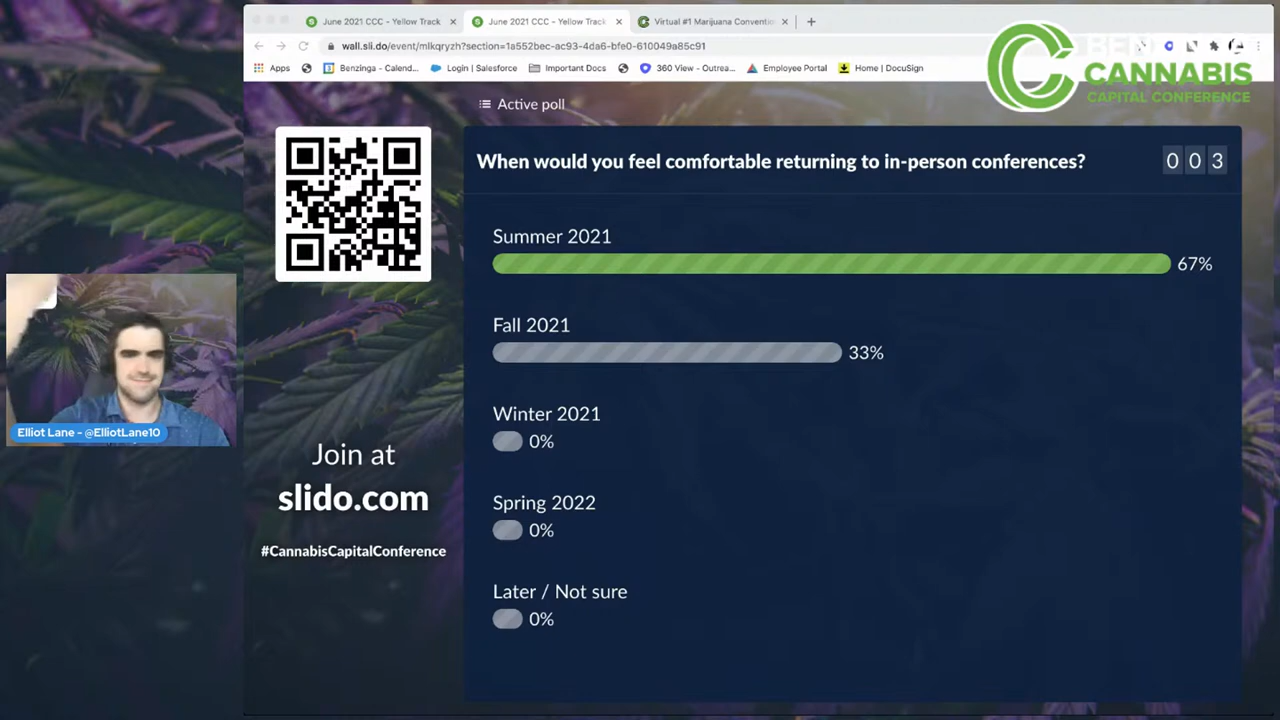 June 2021 CCC - Yellow Track
June 2021 CCC - Yellow Track
Virtual #1 Marijuana Conventio
wall.sli.do/event/mlkqryzh?section=1a552bec-ac93-4da6-bfe0-610049a85c91
Apps
Benzinga - Calend...
Login | Salesforce
Important Docs
360 View - Outrea...
Employee Portal
Home | DocuSign
CANNABIS
CAPITAL CONFERENCE
Active poll
When would you feel comfortable returning to in-person conferences?
0 0 3
Summer 2021
67%
Fall 2021
33%
Winter 2021
0%
Spring 2022
0%
Later / Not sure
0%
Elliot Lane - @ElliotLane10
Join at
slido.com
#CannabisCapitalConference